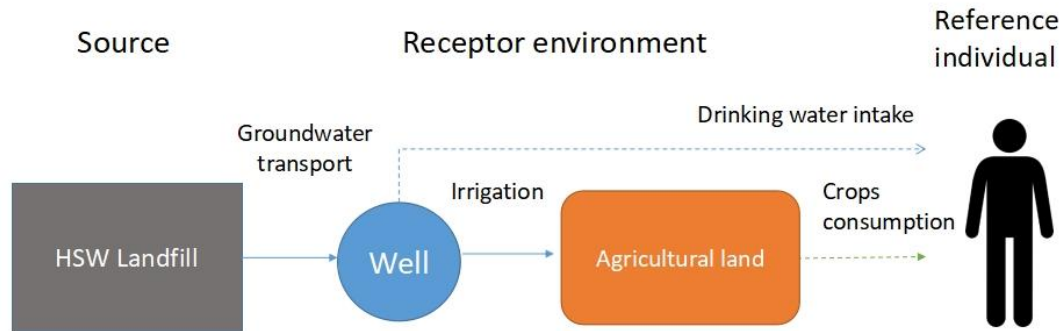 Source
Receptor environment
Reference
individual
Groundwater
transport
Drinking water intake
Irrigation
Crops
consumption
HSW Landfill
Well
Agricultural land